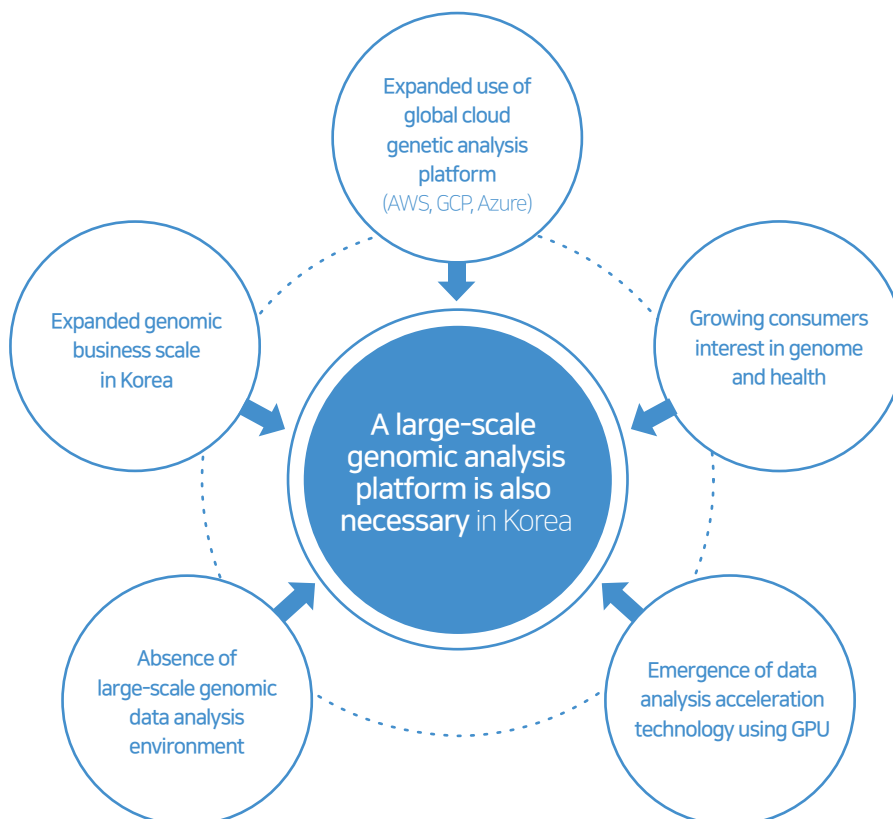 Expanded use of
global cloud
genetic analysis
platform
(AWS, GCP, Azure)
Expanded genomic
business scale
in Korea
Growing consumers
interest in genome
and health
A large-scale
genomic analysis
platform is also
necessary in Korea
Absence of
large-scale genomic
data analysis
environment
Emergence of data
analysis acceleration
technology using GPU